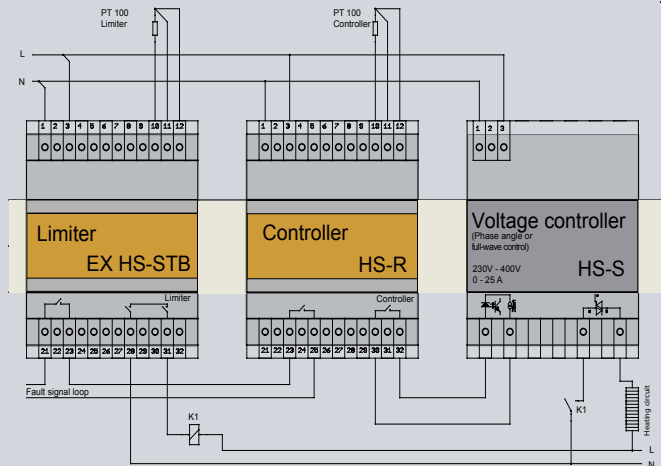 PT 100
Limiter
PT 100
Controller
L
N
1 2 3 4 5 6 7 8 9 10 11 12
1 2 3 4 5 6 7 8 9 10 11 12
1 2 3
Limiter
EX HS-STB
Controller
HS-R
Voltage controller
(Phase angle or
full-wave control)
230V - 400V
0 - 25 A
HS-S
Limiter
Controller
21 22 23 24 25 26 27 28 29 30 31 32
21 22 23 24 25 26 27 28 29 30 31 32
Fault signal loop
K1
K1
Heating circuit
L
N